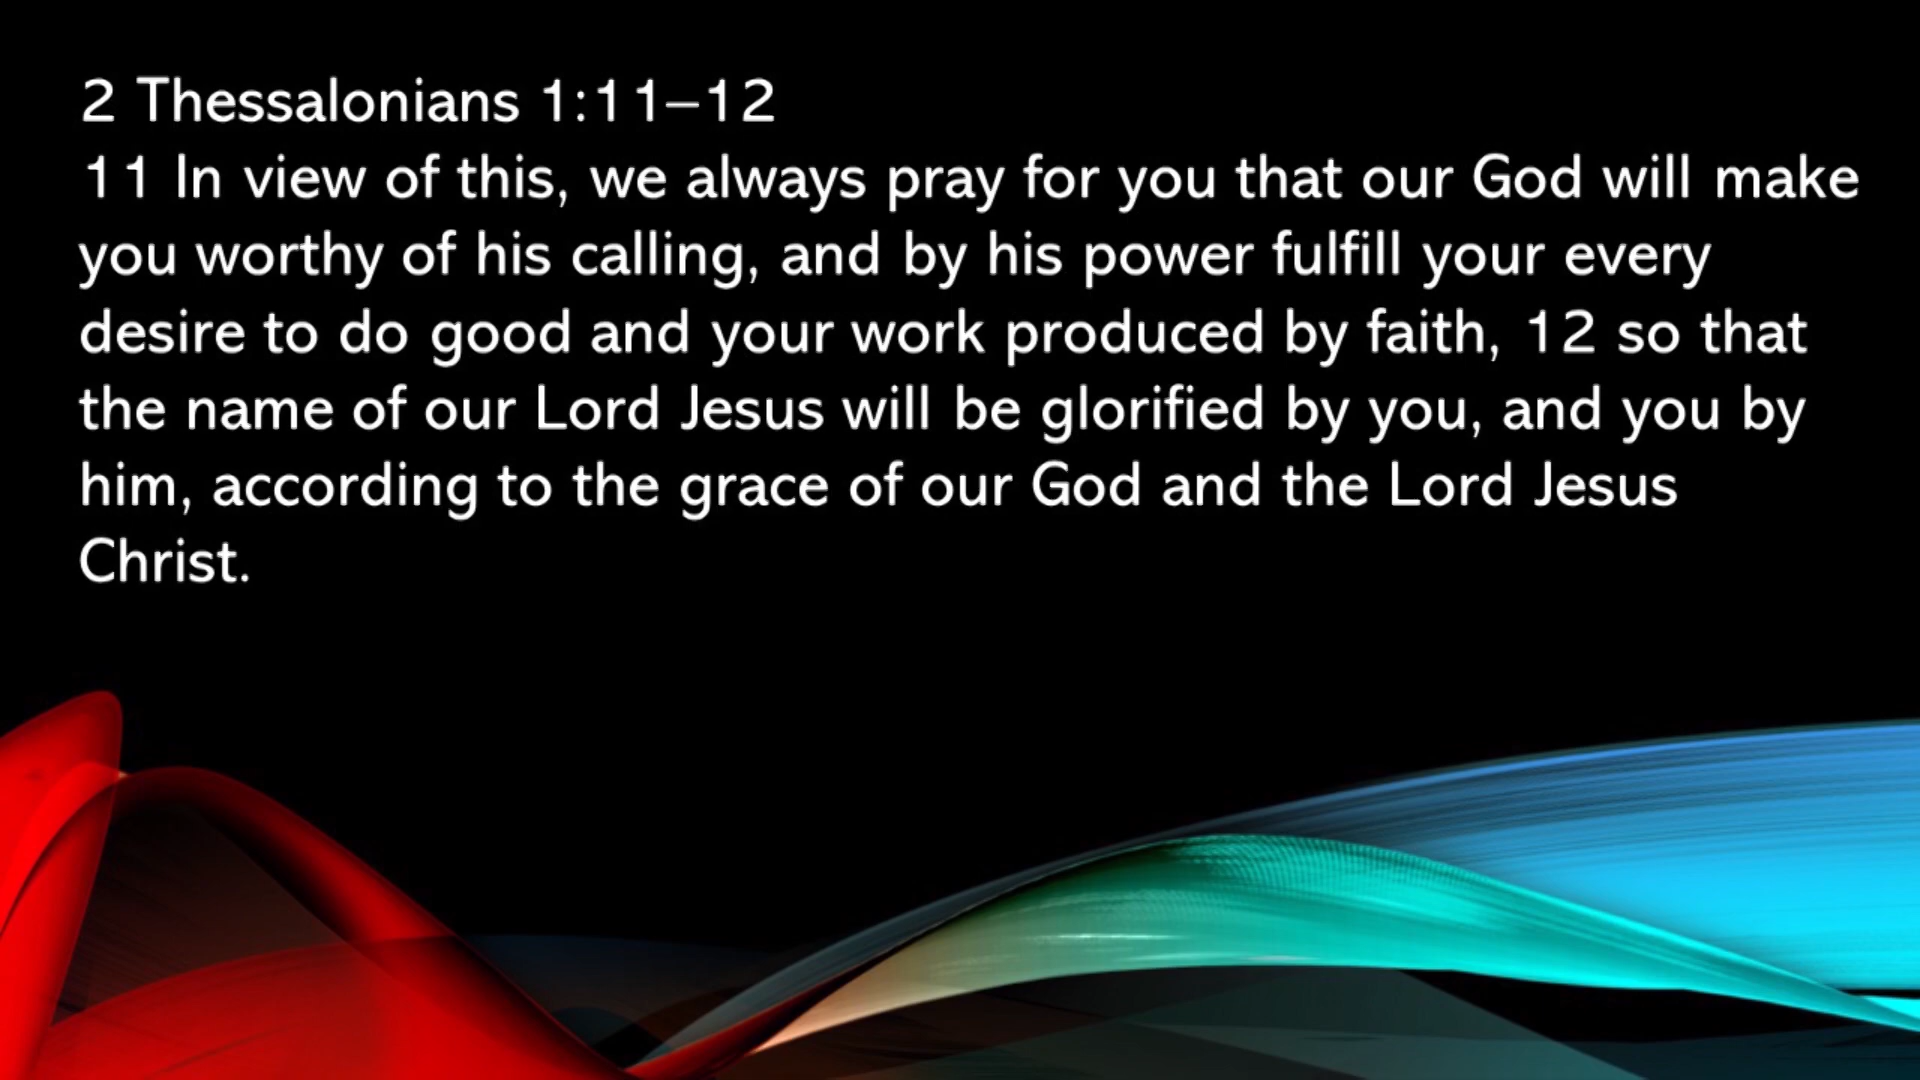 2 Thessalonians 1:11–12
11 In view of this, we always pray for you that our God will make
you worthy of his calling, and by his power fulfill your every
desire to do good and your work produced by faith, 12 so that
the name of our Lord Jesus will be glorified by you, and you by
him, according to the grace of our God and the Lord Jesus
Christ.